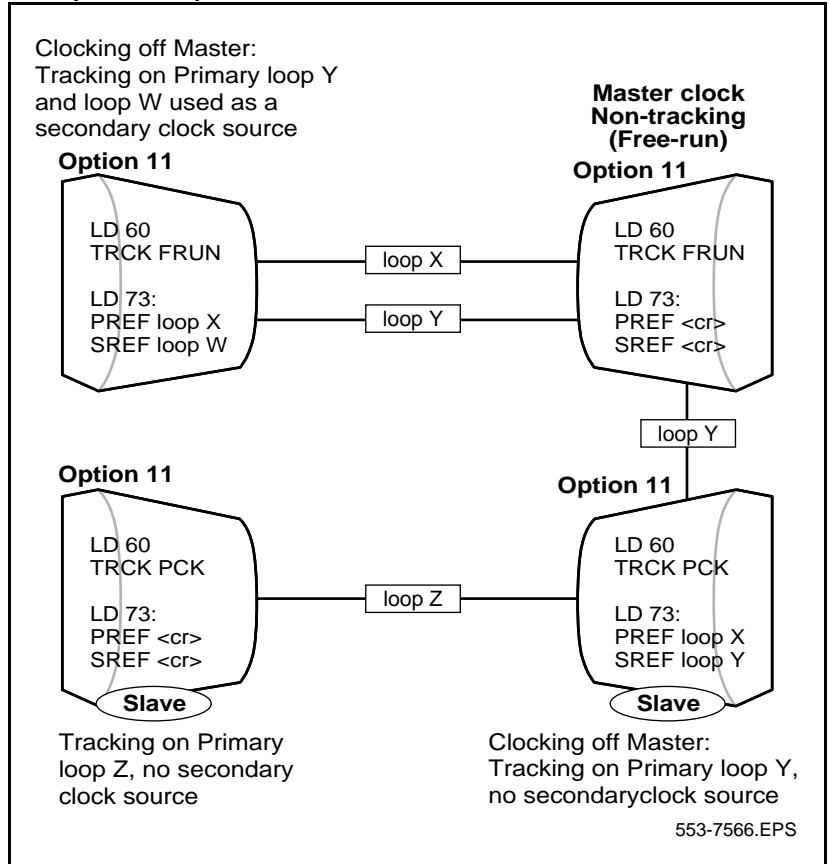 Clocking off Master:
Tracking on Primary loop Y
and loop W used as a
secondary clock source
Option 11
LD 60
TRCK FRUN
LD 73:
PREF loop X
SREF loop W
loop X
loop Y
Master clock
Non-tracking
(Free-run)
Option 11
LD 60
TRCK FRUN
LD 73:
PREF <cr>
SREF <cr>
loop Y
Option 11
LD 60
TRCK PCK
LD 73:
PREF <cr>
SREF <cr>
Slave
Tracking on Primary
loop Z, no secondary
clock source
loop Z
Option 11
LD 60
TRCK PCK
LD 73:
PREF loop X
SREF loop Y
Slave
Clocking off Master:
Tracking on Primary loop Y,
no secondaryclock source
553-7566.EPS